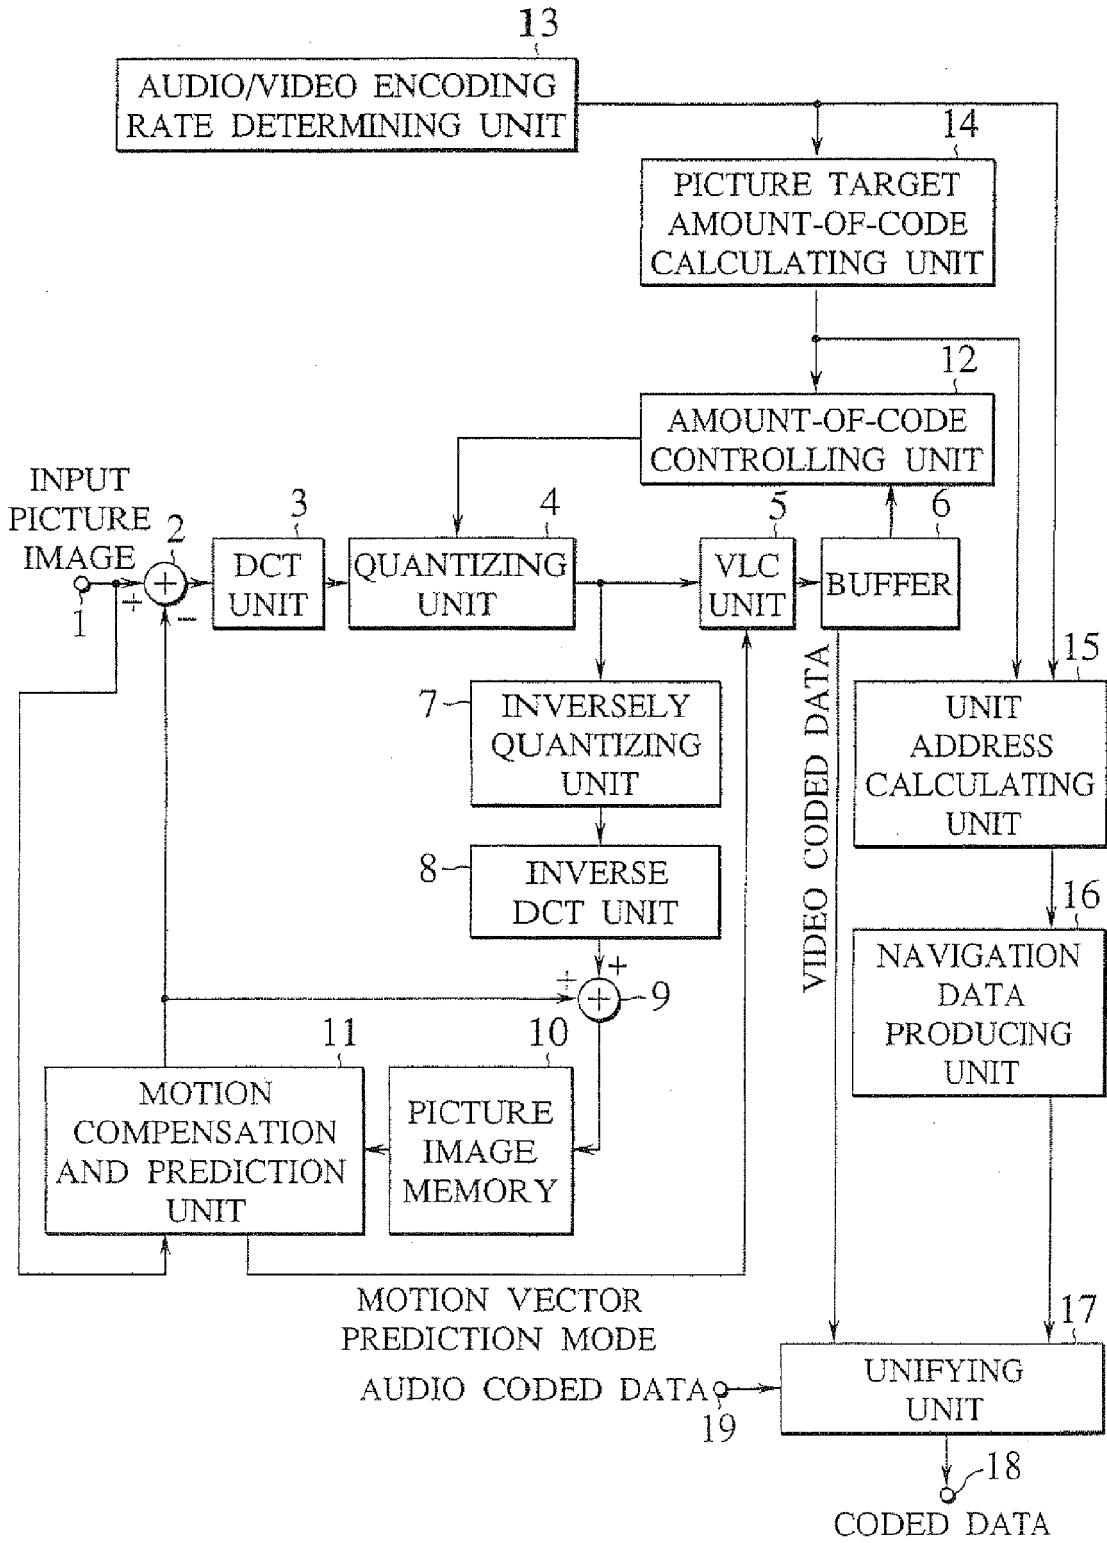 13
AUDIO/VIDEO ENCODING
RATE DETERMINING UNIT
14
PICTURE TARGET
AMOUNT-OF-CODE
CALCULATING UNIT
12
AMOUNT-OF-CODE
CONTROLLING UNIT
INPUT
PICTURE
IMAGE
1
+
2
−
3
DCT
UNIT
4
QUANTIZING
UNIT
5
VLC
UNIT
6
BUFFER
7
INVERSELY
QUANTIZING
UNIT
8
INVERSE
DCT UNIT
+
+
9
VIDEO CODED DATA
15
UNIT
ADDRESS
CALCULATING
UNIT
16
NAVIGATION
DATA
PRODUCING
UNIT
11
MOTION
COMPENSATION
AND PREDICTION
UNIT
10
PICTURE
IMAGE
MEMORY
MOTION VECTOR
PREDICTION MODE
AUDIO CODED DATA
19
17
UNIFYING
UNIT
18
CODED DATA